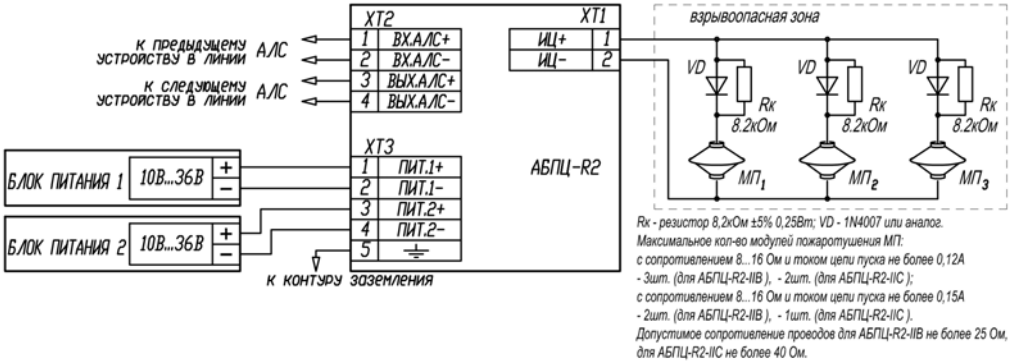 XT2
XT1
взрывоопасная зона
К ПРЕДЫДУЩЕМУ
УСТРОЙСТВУ В ЛИНИИ
АЛС
К СЛЕДУЮЩЕМУ
УСТРОЙСТВУ В ЛИНИИ
АЛС
1 ВХ.АЛС+
2 ВХ.АЛС-
3 ВЫХ.АЛС+
4 ВЫХ.АЛС-
ИЦ+ 1
ИЦ- 2
VD
Rк
8.2кОм
МП1
VD
Rк
8.2кОм
МП2
VD
Rк
8.2кОм
МП3
XT3
1 ПИТ.1+
2 ПИТ.1-
3 ПИТ.2+
4 ПИТ.2-
5
АБПЦ-R2
БЛОК ПИТАНИЯ 1 10В...36В + -
БЛОК ПИТАНИЯ 2 10В...36В + -
К КОНТУРУ ЗАЗЕМЛЕНИЯ
Rк - резистор 8,2кОм ±5% 0,25Вт; VD - 1N4007 или аналог.
Максимальное кол-во модулей пожаротушения МП:
с сопротивлением 8...16 Ом и током цепи пуска не более 0,12А
- 3шт. (для АБПЦ-R2-IIB ), - 2шт. (для АБПЦ-R2-IIC );
с сопротивлением 8...16 Ом и током цепи пуска не более 0,15А
- 2шт. (для АБПЦ-R2-IIB ), - 1шт. (для АБПЦ-R2-IIC ).
Допустимое сопротивление проводов для АБПЦ-R2-IIB не более 25 Ом,
для АБПЦ-R2-IIC не более 40 Ом.